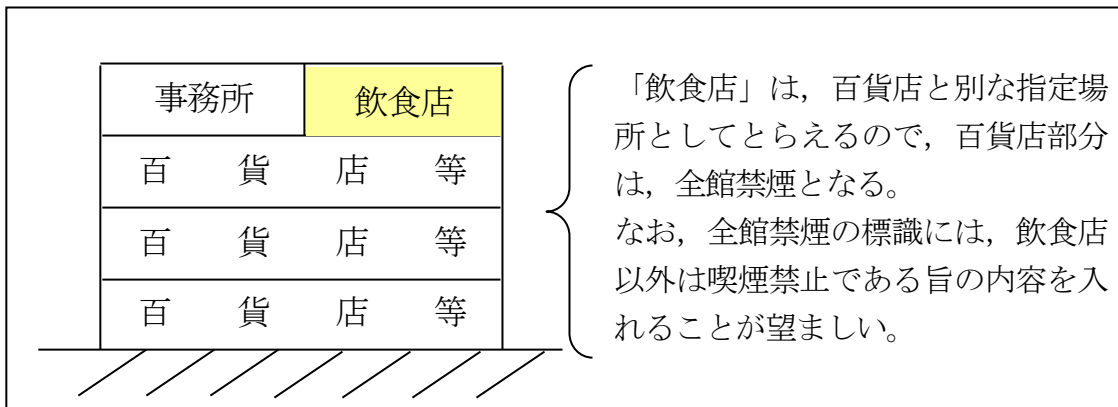 事務所 飲食店
百貨店等
百貨店等
百貨店等
「飲食店」は，百貨店と別な指定場
所としてとらえるので，百貨店部分
は，全館禁煙となる。
なお，全館禁煙の標識には，飲食店
以外は喫煙禁止である旨の内容を入
れることが望ましい。